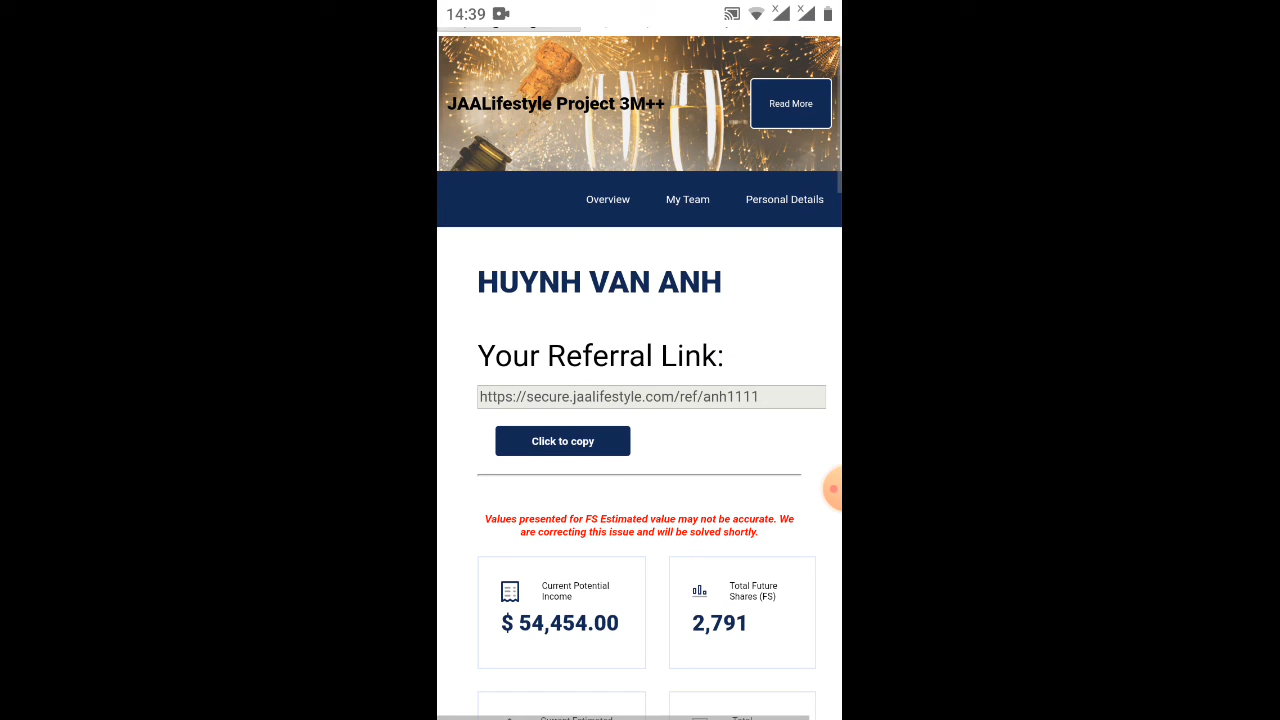 14:39
JAALifestyle Project 3M++
Read More
Overview My Team Personal Details
HUYNH VAN ANH
Your Referral Link:
https://secure.jaalifestyle.com/ref/anh1111
Click to copy
Values presented for FS Estimated value may not be accurate. We
are correcting this issue and will be solved shortly.
Current Potential
Income
$ 54,454.00
Total Future
Shares (FS)
2,791
Current Estimated
Total